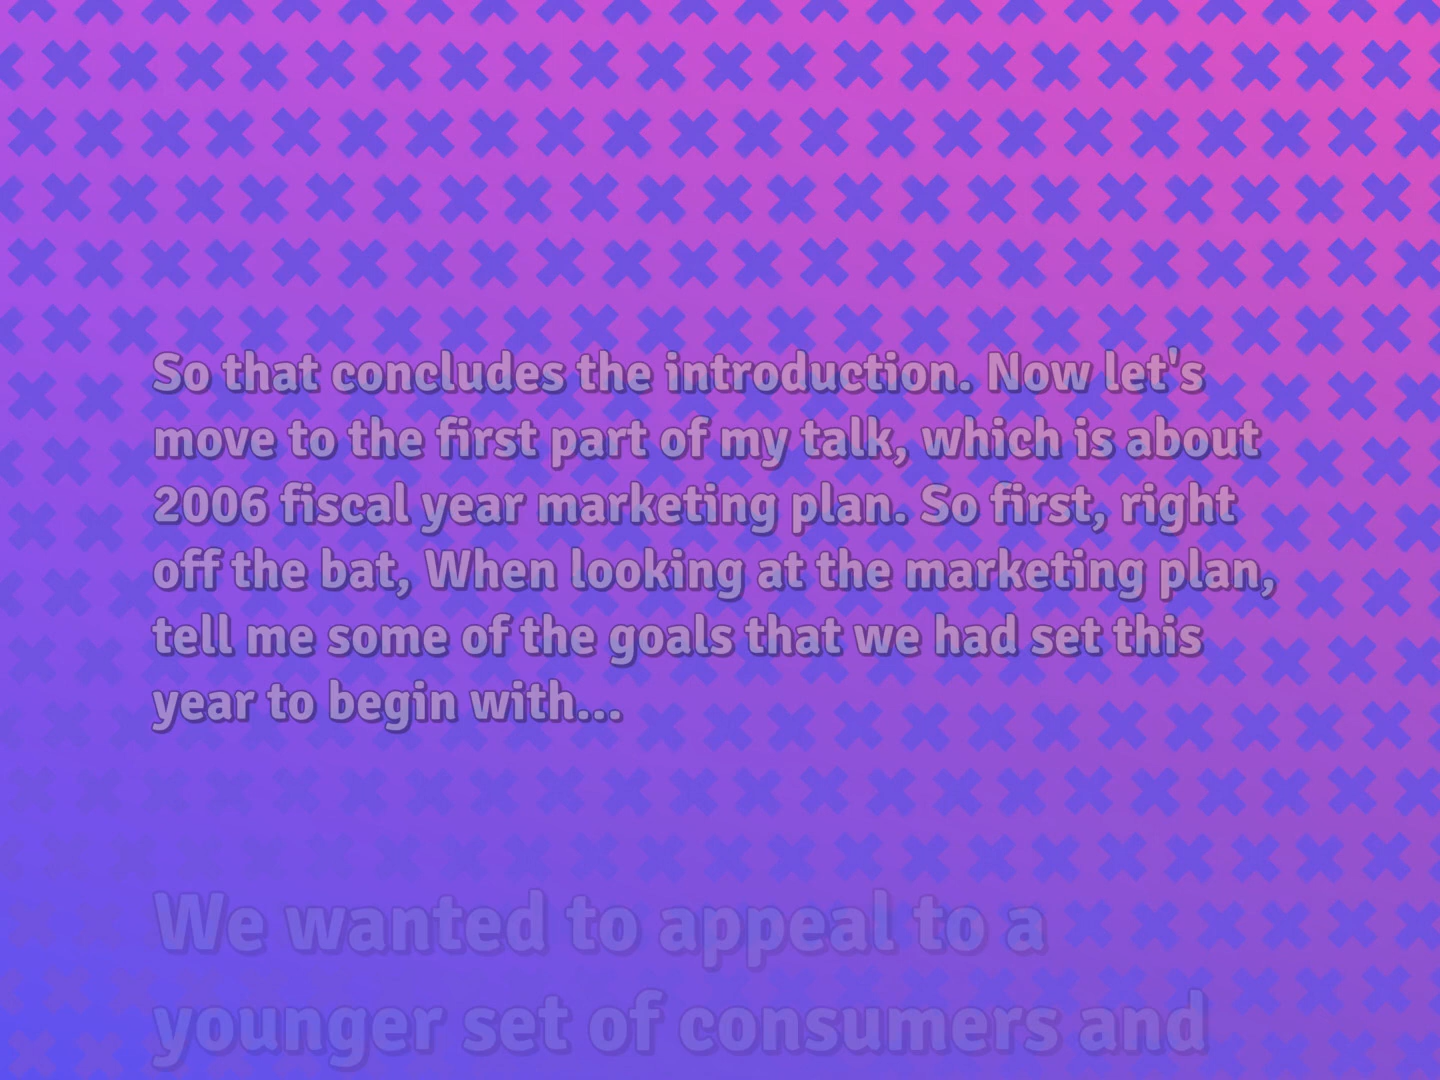 So that concludes the introduction. Now let's
move to the first part of my talk, which is about
2006 fiscal year marketing plan. So first, right
off the bat, When looking at the marketing plan,
tell me some of the goals that we had set this
year to begin with...
We wanted to appeal to a
younger set of consumers and